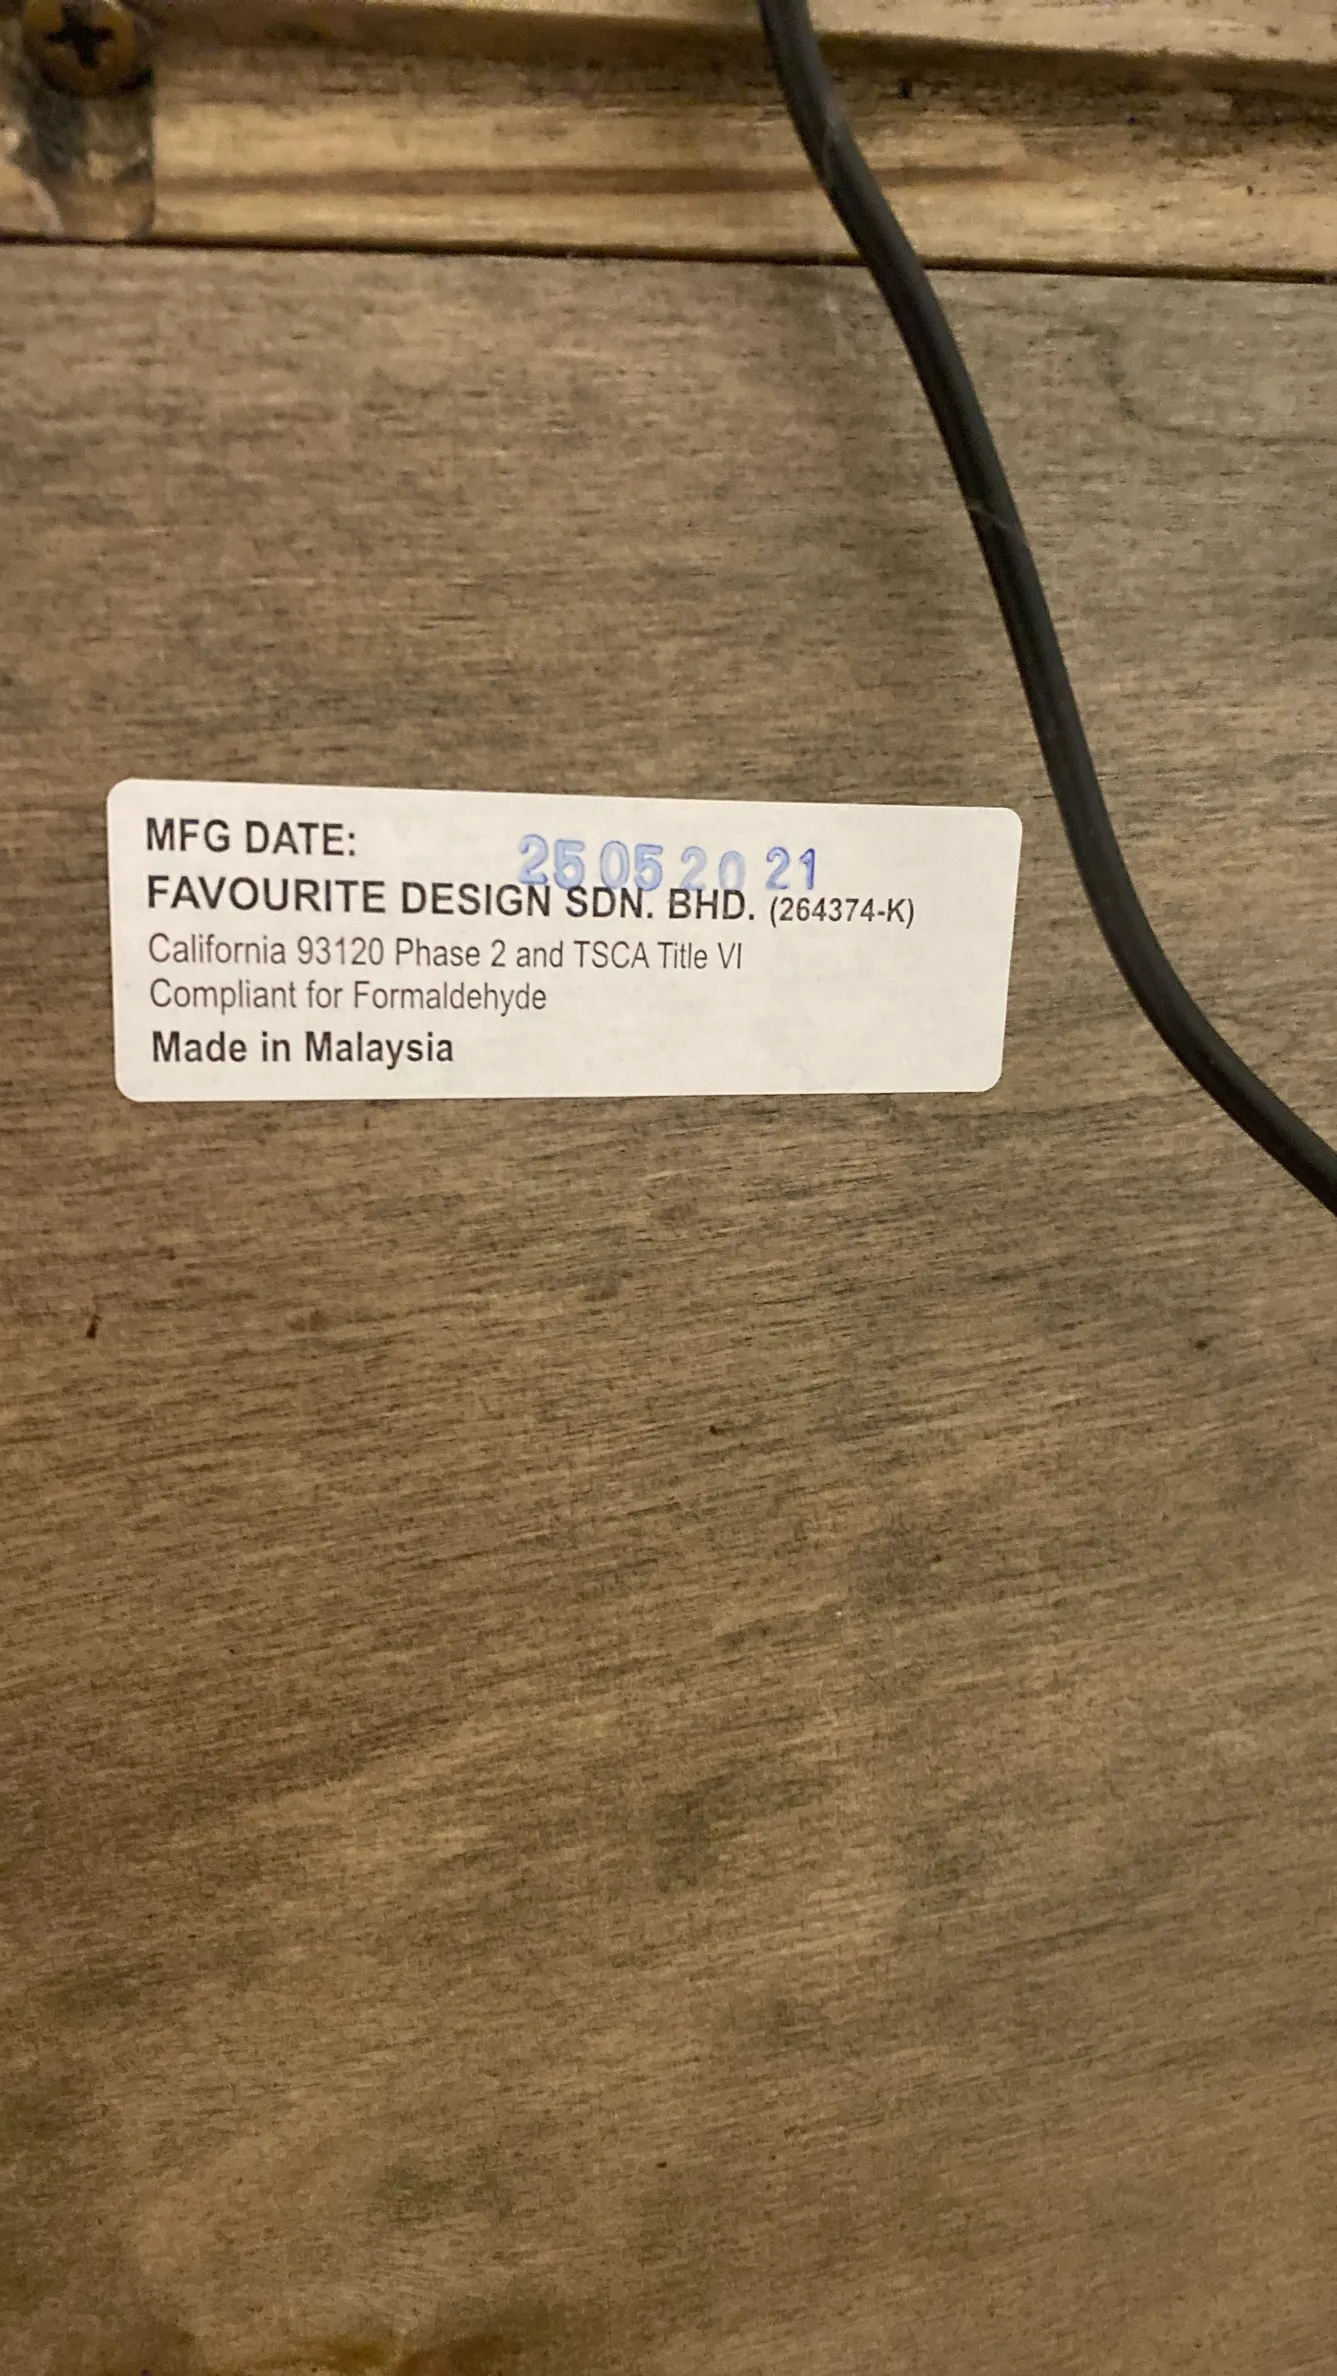 MFG DATE: 25 05 20 21
FAVOURITE DESIGN SDN. BHD. (264374-K)
California 93120 Phase 2 and TSCA Title VI
Compliant for Formaldehyde
Made in Malaysia